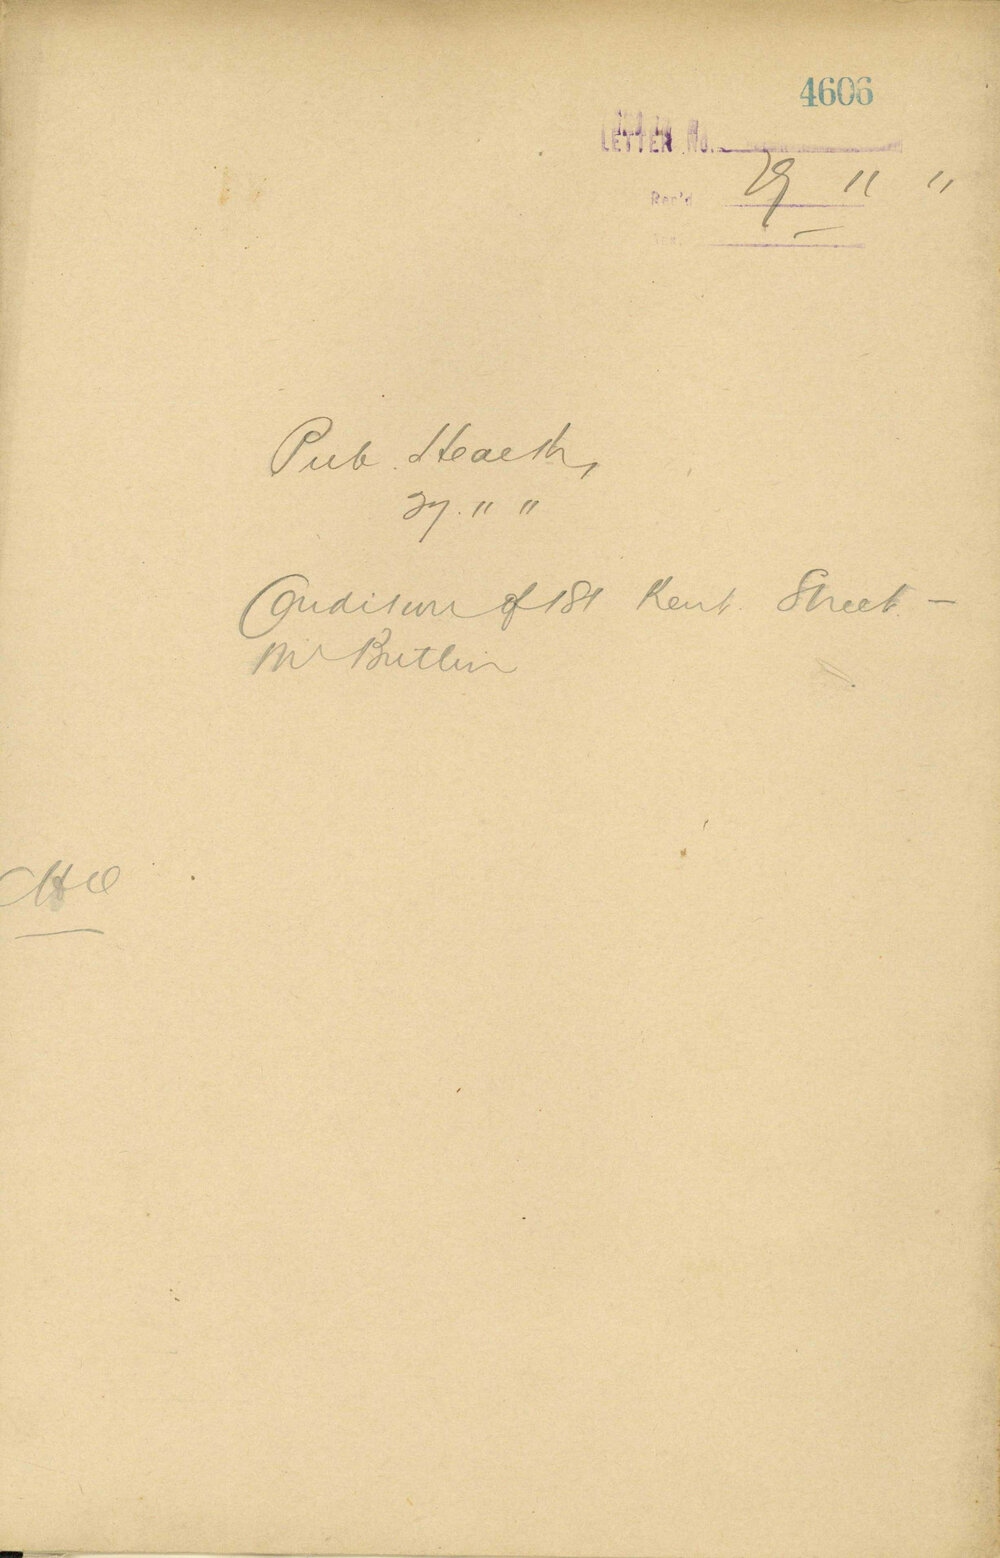 4606
LETTER No.
Rec'd 29 " "
Pub. Health,
27. " "
Condition of 181 Kent Street. —
Mr Butlin